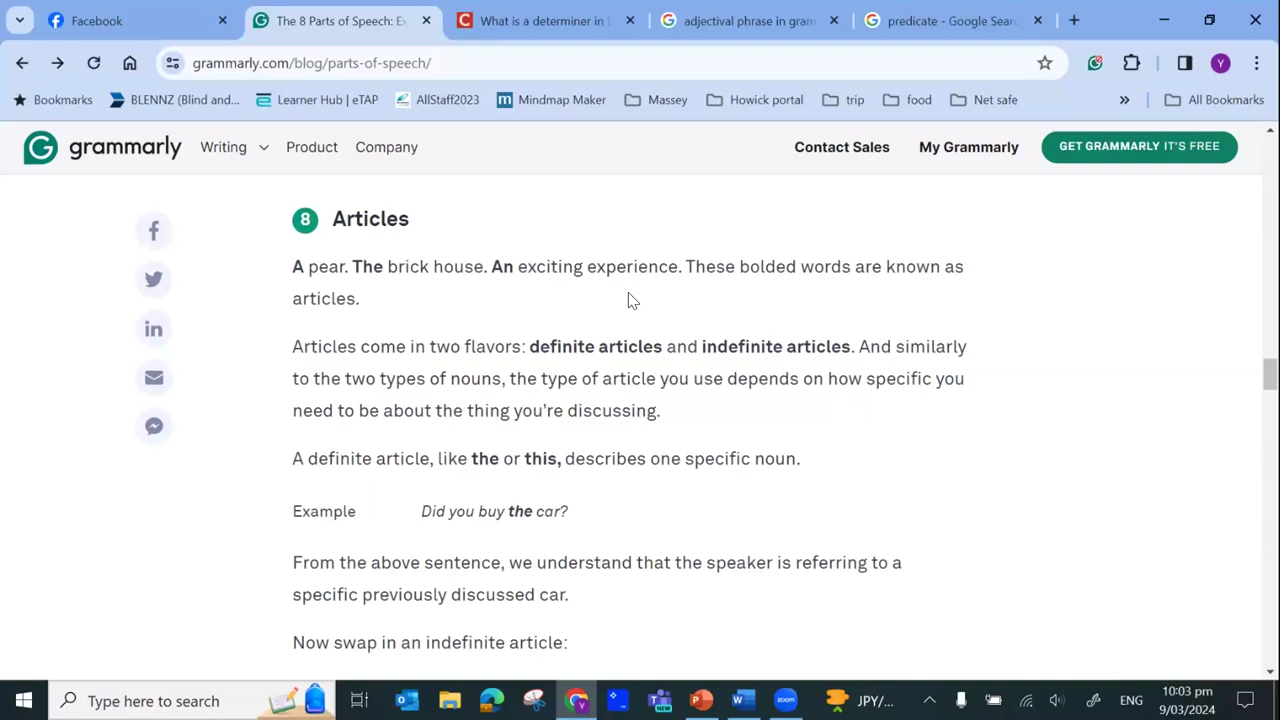 Facebook
The 8 Parts of Speech: Ex
What is a determiner in E
adjectival phrase in gram
predicate - Google Searc
grammarly.com/blog/parts-of-speech/
Y
Bookmarks
BLENNZ (Blind and...
Learner Hub | eTAP
AllStaff2023
Mindmap Maker
Massey
Howick portal
trip
food
Net safe
All Bookmarks
grammarly
Writing
Product
Company
Contact Sales
My Grammarly
GET GRAMMARLY IT'S FREE
8 Articles
A pear. The brick house. An exciting experience. These bolded words are known as
articles.
Articles come in two flavors: definite articles and indefinite articles. And similarly
to the two types of nouns, the type of article you use depends on how specific you
need to be about the thing you're discussing.
A definite article, like the or this, describes one specific noun.
Example Did you buy the car?
From the above sentence, we understand that the speaker is referring to a
specific previously discussed car.
Now swap in an indefinite article:
Type here to search
JPY/...
ENG
10:03 pm
9/03/2024